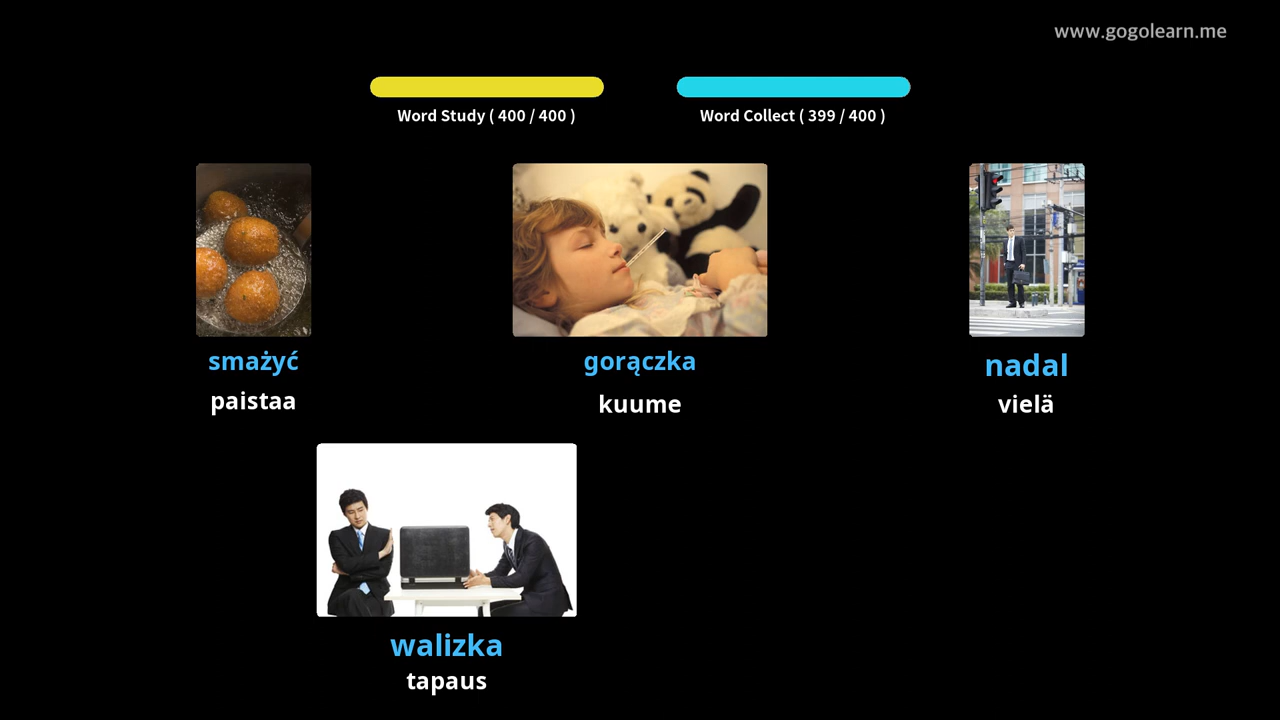 www.gogolearn.me
Word Study ( 400 / 400 )
Word Collect ( 399 / 400 )
smażyć
paistaa
gorączka
kuume
nadal
vielä
walizka
tapaus